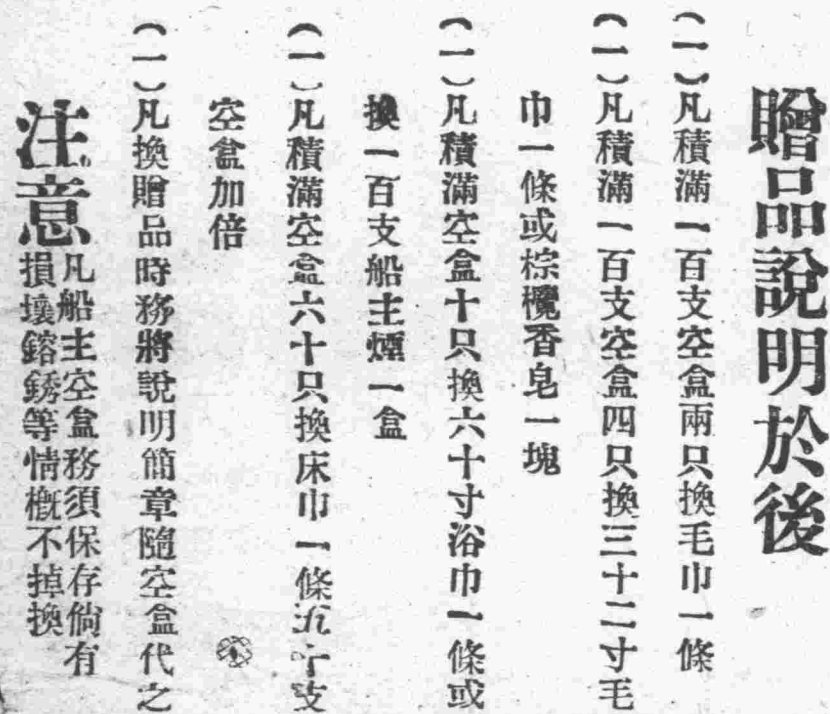 贈品說明於後
(一)凡積滿一百支空盒兩只換毛巾一條
(一)凡積滿一百支空盒四只換三十二寸毛
巾一條或棕欖香皂一塊
(一)凡積滿空盒十只換六十寸浴巾一條或
換一百支船主煙一盒
(一)凡積滿空盒六十只換床巾一條五十支
空盒加倍
(一)凡換贈品時務將說明簡章隨空盒代之
注意
凡船主空盒務須保存倘有
損壞鎔銹等情槪不掉換